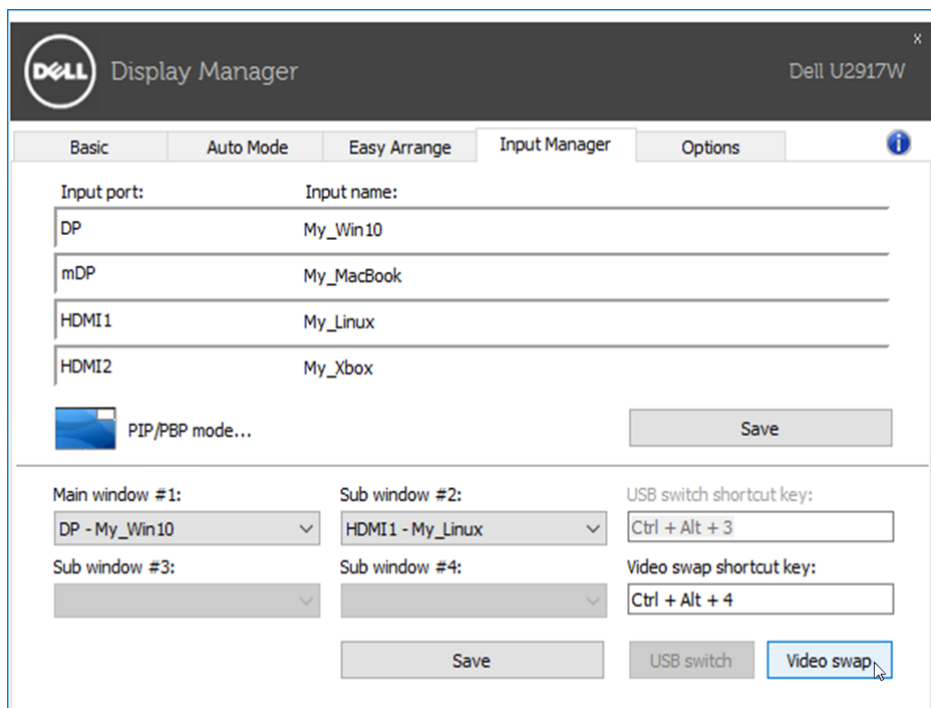 x
DELL Display Manager Dell U2917W
Basic Auto Mode Easy Arrange Input Manager Options i
Input port: Input name:
DP My_Win10
mDP My_MacBook
HDMI1 My_Linux
HDMI2 My_Xbox
PIP/PBP mode... Save
Main window #1: Sub window #2: USB switch shortcut key:
DP - My_Win10 HDMI1 - My_Linux Ctrl + Alt + 3
Sub window #3: Sub window #4: Video swap shortcut key:
Ctrl + Alt + 4
Save USB switch Video swap